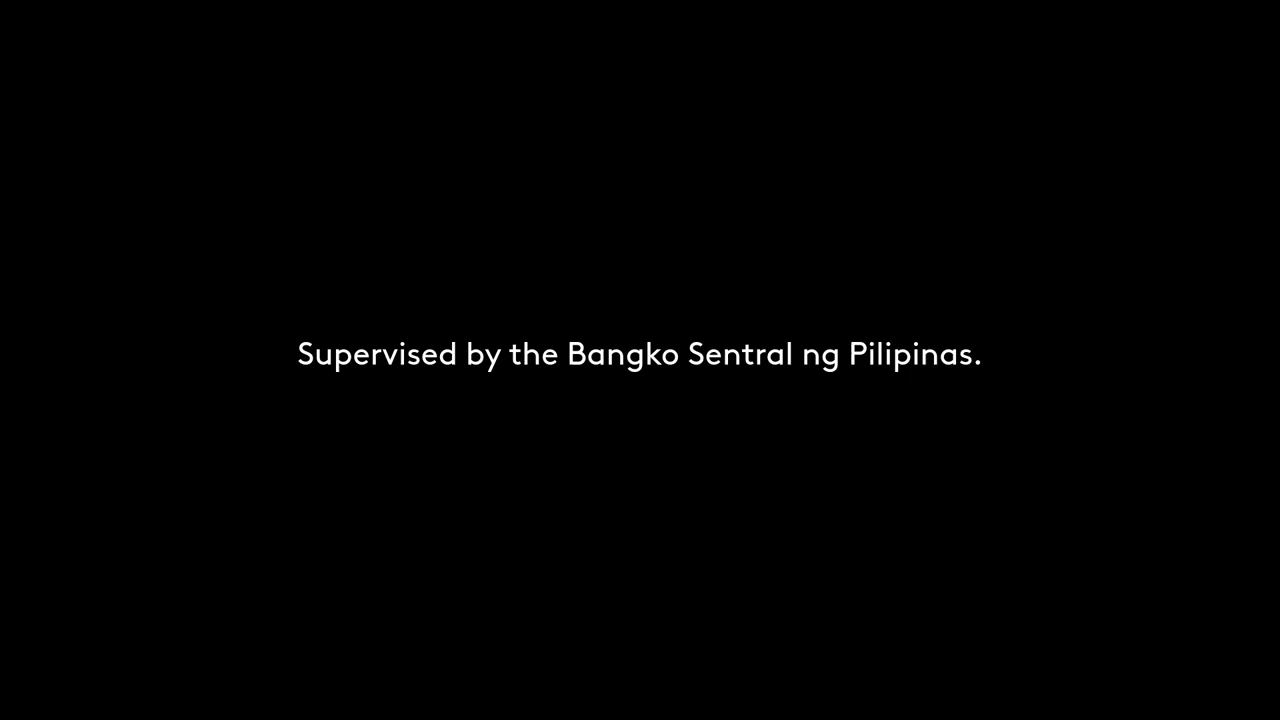 Supervised by the Bangko Sentral ng Pilipinas.